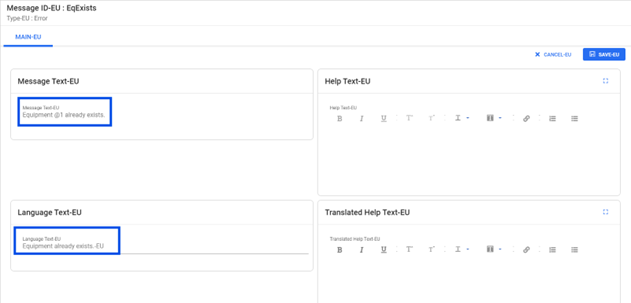 Message ID-EU : EqExists
Type-EU : Error
MAIN-EU
CANCEL-EU
SAVE-EU
Message Text-EU
Message Text-EU
Equipment @1 already exists.
Help Text-EU
Help Text-EU
B I U T T I
Language Text-EU
Language Text-EU
Equipment already exists.-EU
Translated Help Text-EU
Translated Help Text-EU
B I U T T I